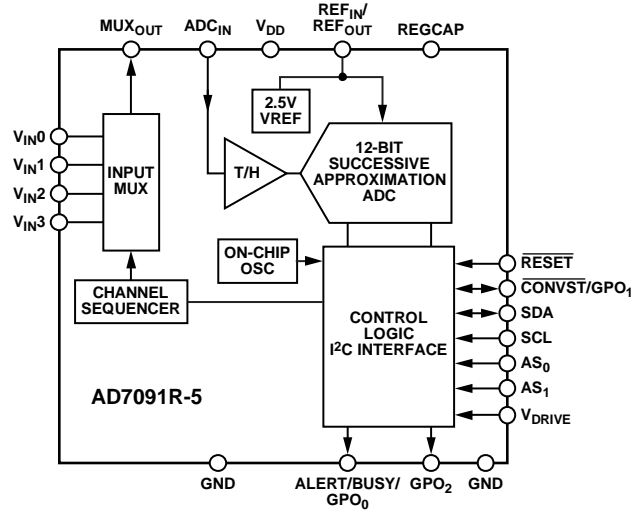 MUXOUT ADCIN VDD REFIN/
REFOUT REGCAP
2.5V
VREF
VIN0
VIN1
VIN2
VIN3
INPUT
MUX
T/H
12-BIT
SUCCESSIVE
APPROXIMATION
ADC
ON-CHIP
OSC
CHANNEL
SEQUENCER
CONTROL
LOGIC
I2C INTERFACE
RESET
CONVST/GPO1
SDA
SCL
AS0
AS1
VDRIVE
AD7091R-5
GND
ALERT/BUSY/
GPO0
GPO2
GND